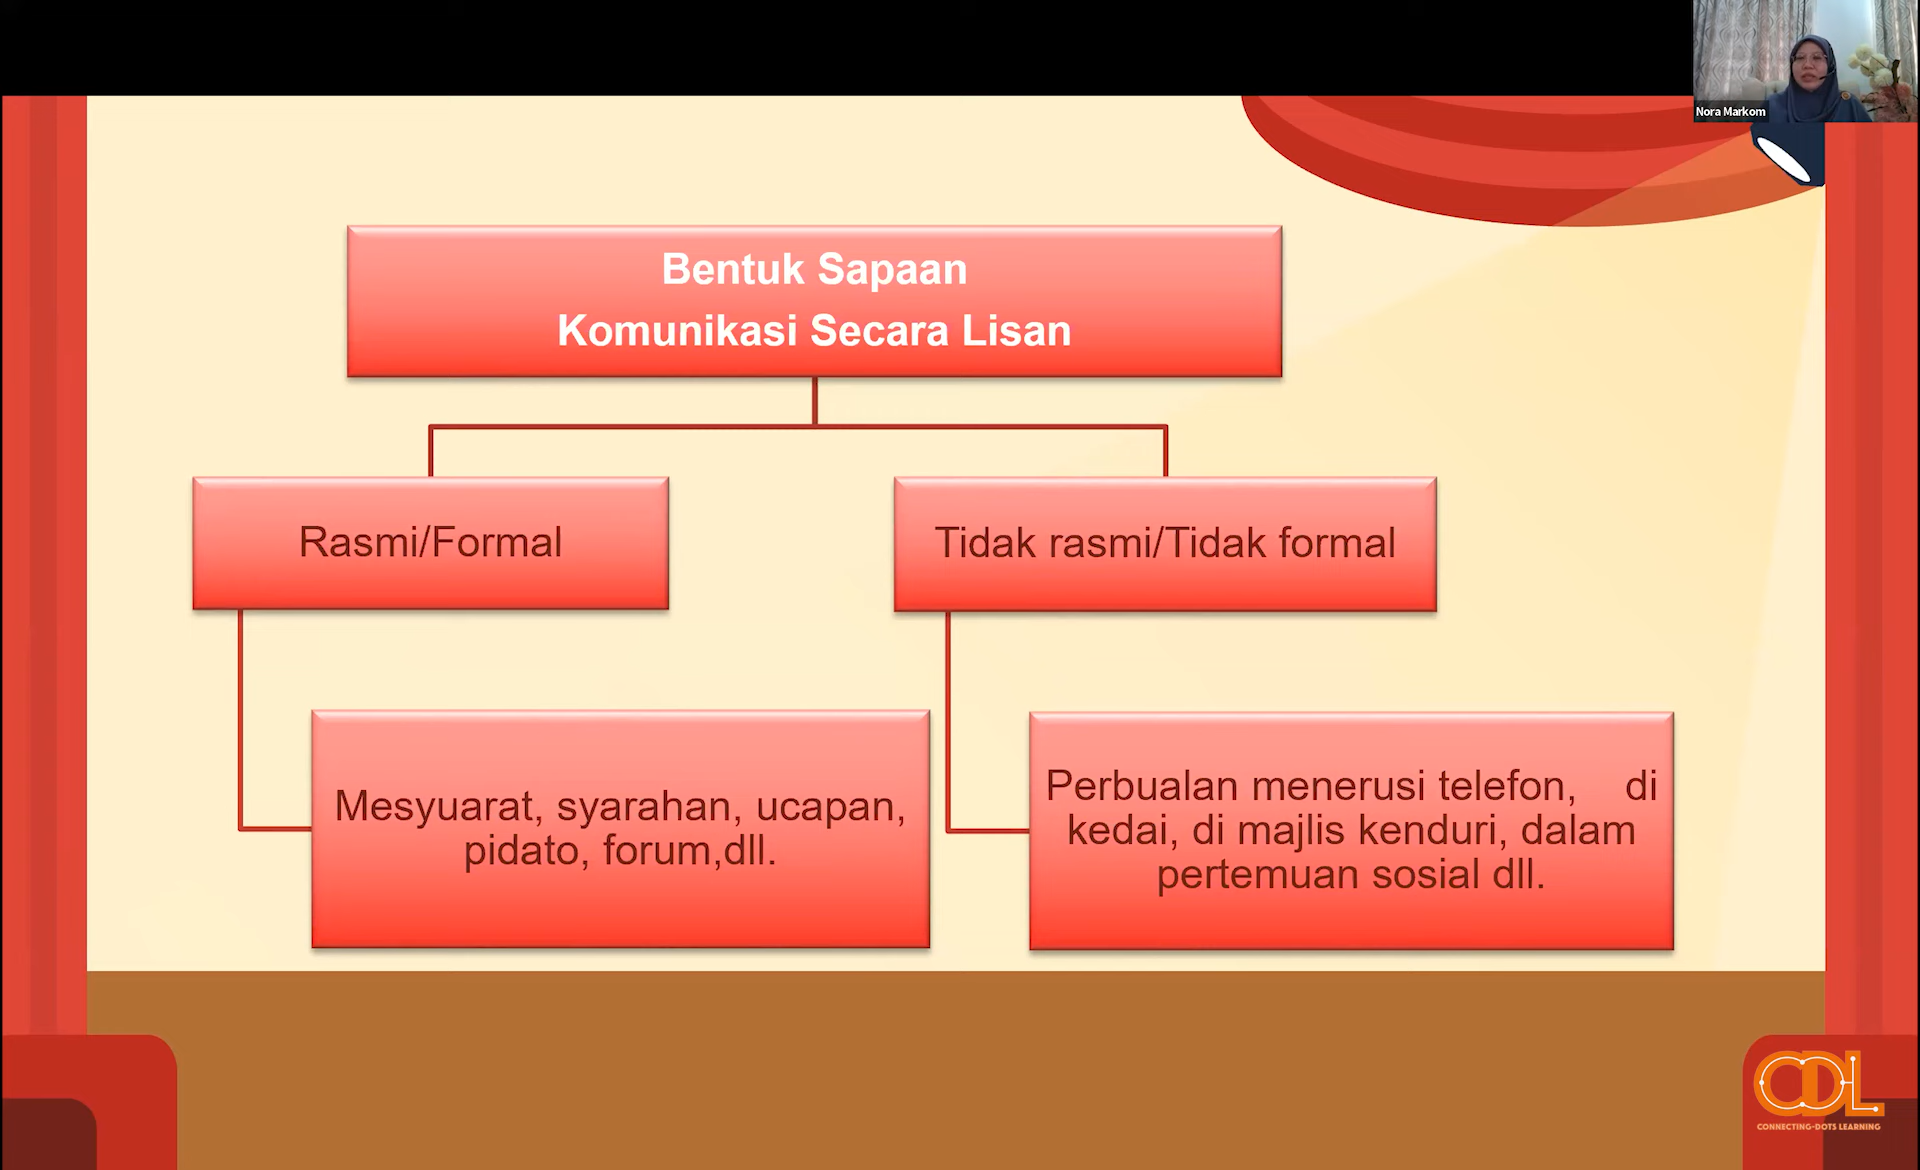 Nora Markom
Bentuk Sapaan
Komunikasi Secara Lisan
Rasmi/Formal
Tidak rasmi/Tidak formal
Mesyuarat, syarahan, ucapan,
pidato, forum,dll.
Perbualan menerusi telefon, di
kedai, di majlis kenduri, dalam
pertemuan sosial dll.
CDL
CONNECTING-DOTS LEARNING